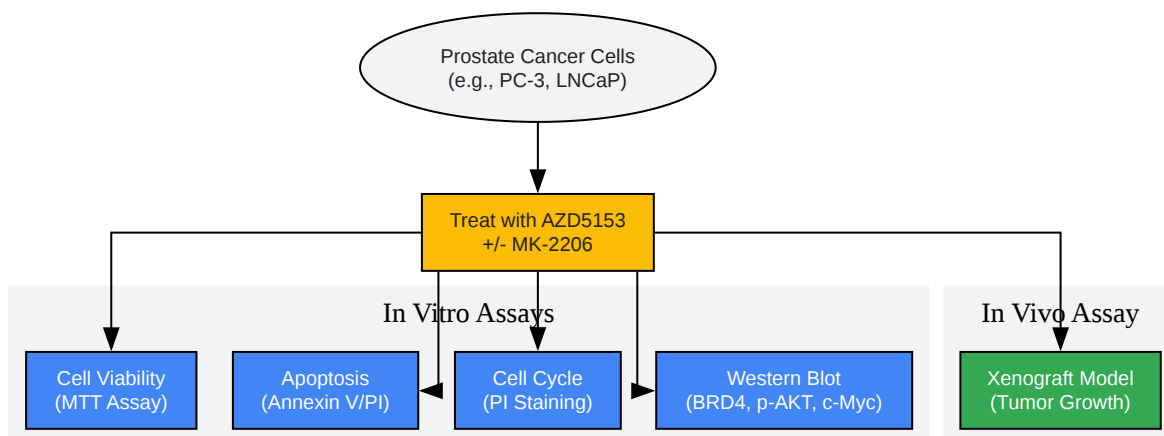 Prostate Cancer Cells
(e.g., PC-3, LNCaP)
Treat with AZD5153
+/- MK-2206
In Vitro Assays
In Vivo Assay
Cell Viability
(MTT Assay)
Apoptosis
(Annexin V/PI)
Cell Cycle
(PI Staining)
Western Blot
(BRD4, p-AKT, c-Myc)
Xenograft Model
(Tumor Growth)